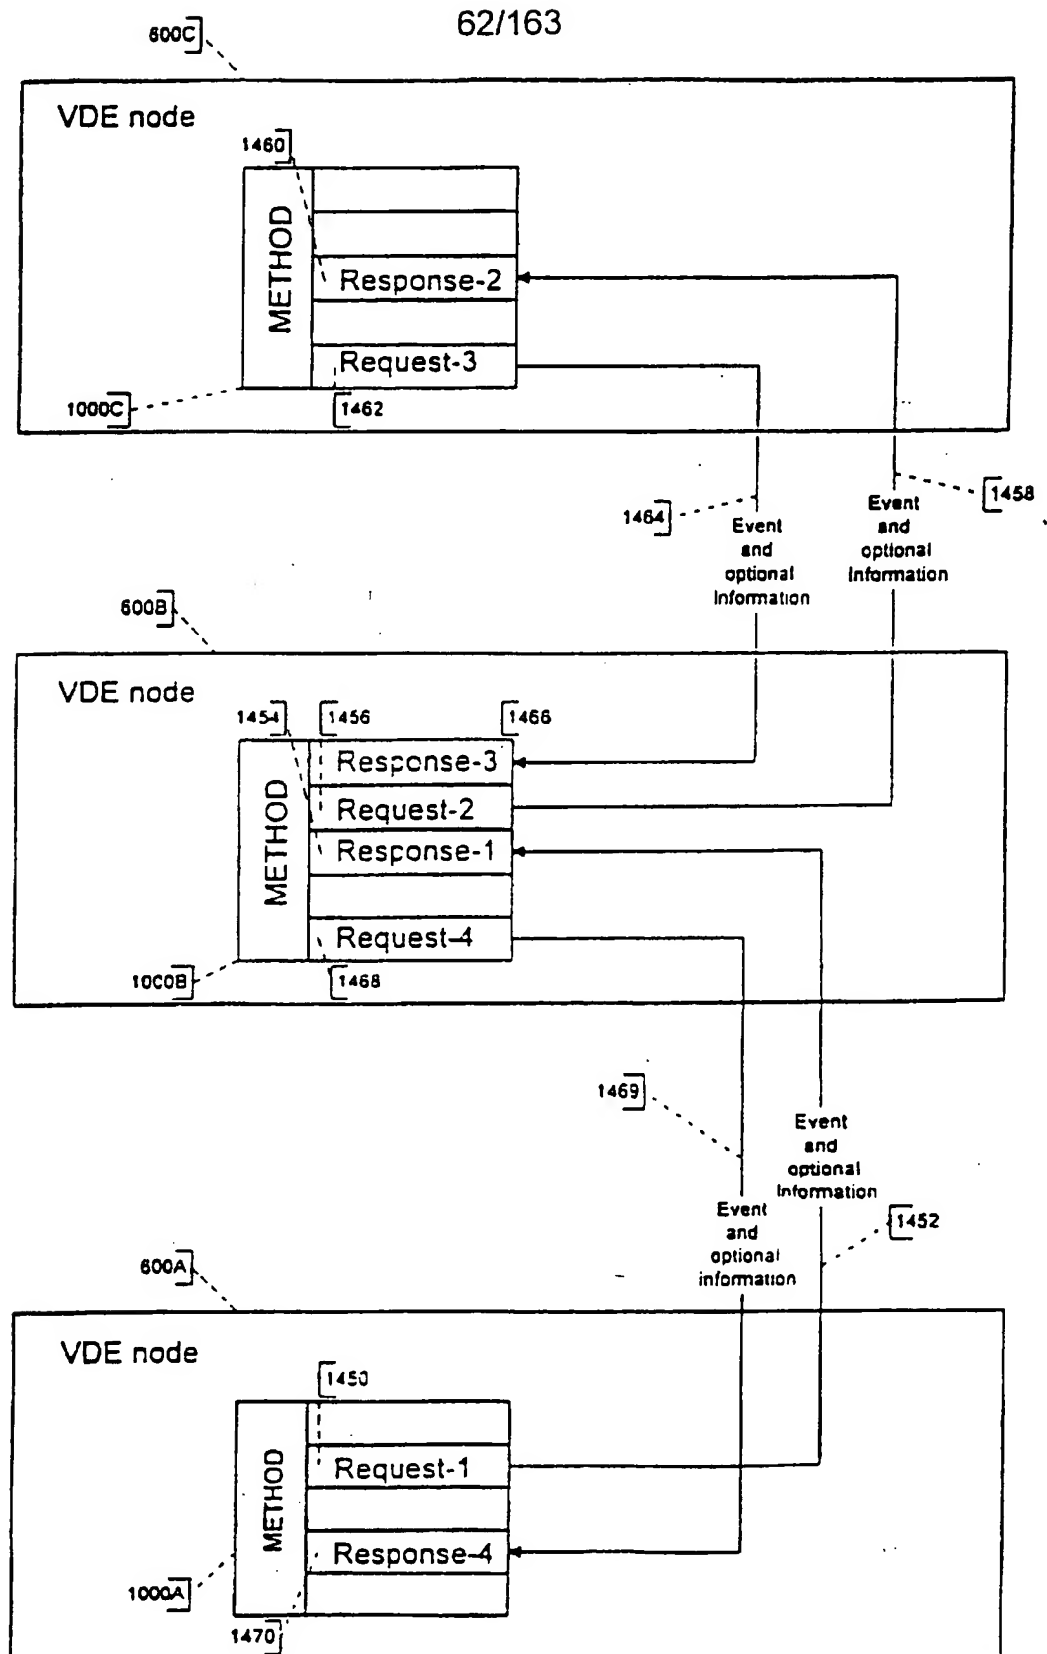 62/163
600C
VDE node
1460
METHOD
Response-2
Request-3
1000C
1462
1464
Event
and
optional
Information
Event
and
optional
Information
1458
600B
VDE node
1454
1456
1466
METHOD
Response-3
Request-2
Response-1
Request-4
1000B
1468
1469
Event
and
optional
Information
Event
and
optional
information
1452
600A
VDE node
1450
METHOD
Request-1
Response-4
1000A
1470